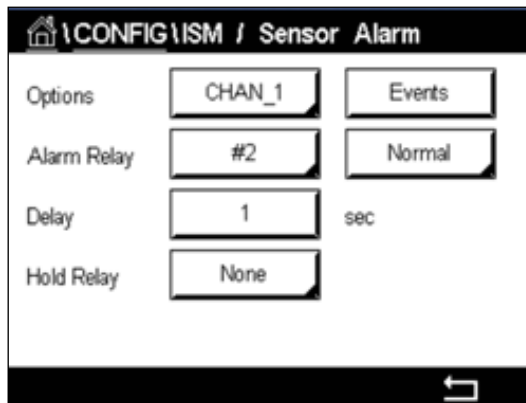 \CONFIG\ISM / Sensor Alarm
Options CHAN_1 Events
Alarm Relay #2 Normal
Delay 1 sec
Hold Relay None